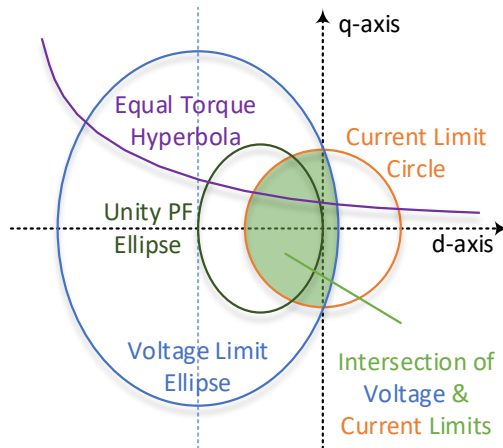 q-axis
Equal Torque
Hyperbola
Current Limit
Circle
Unity PF
Ellipse
d-axis
Voltage Limit
Ellipse
Intersection of
Voltage &
Current Limits